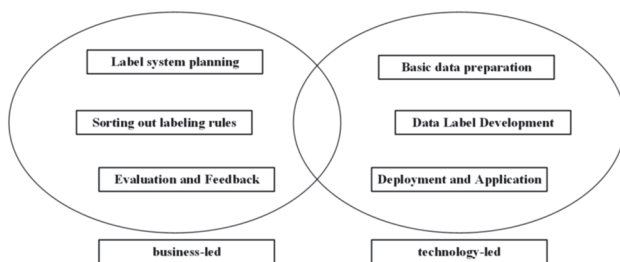 Label system planning
Basic data preparation
Sorting out labeling rules
Data Label Development
Evaluation and Feedback
Deployment and Application
business-led
technology-led